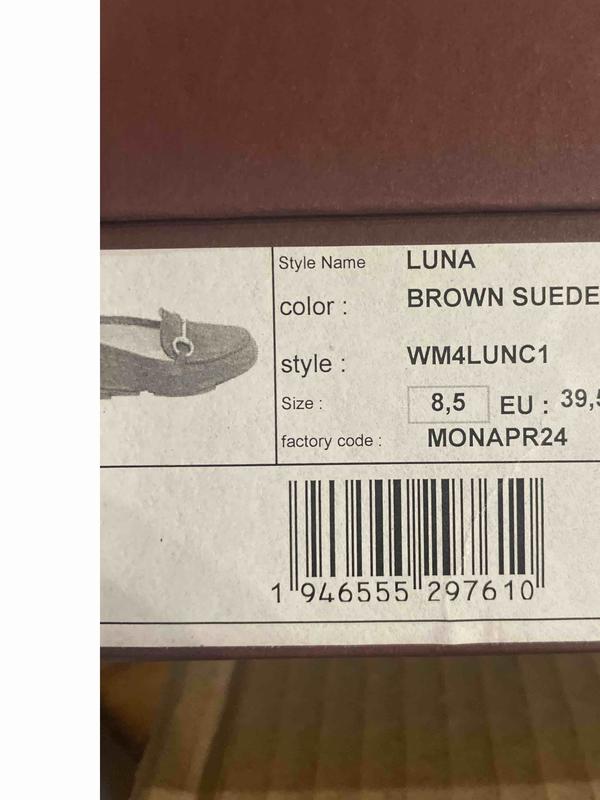 Style Name LUNA
color : BROWN SUEDE
style : WM4LUNC1
Size : 8,5 EU : 39,5
factory code : MONAPR24
1 946555 297610